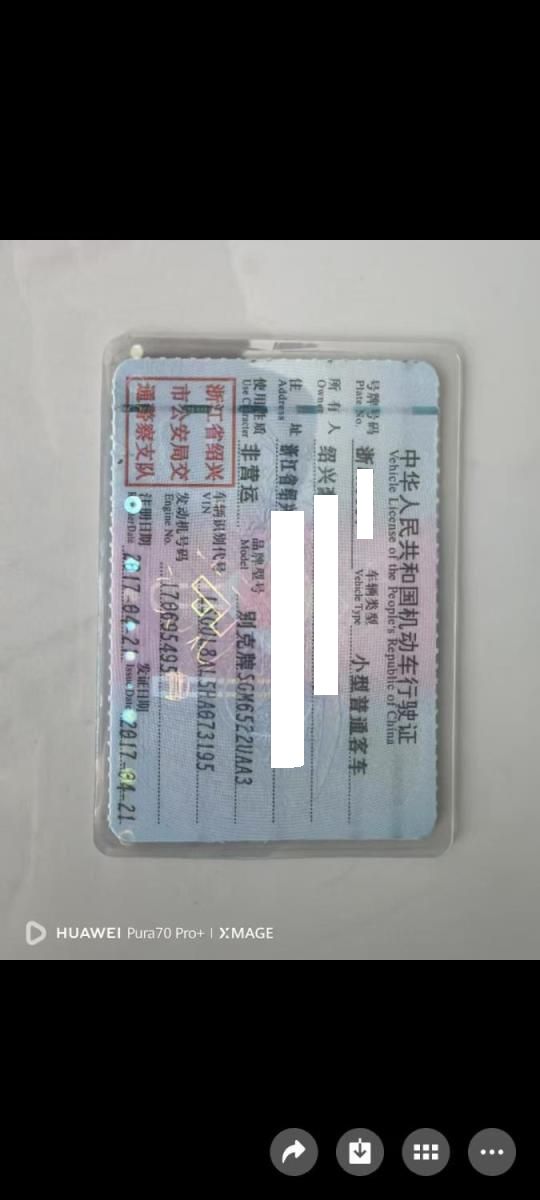 中华人民共和国机动车行驶证
Vehicle License of the People's Republic of China
号牌号码 浙 车辆类型 小型普通客车
Plate No. Vehicle Type
所有人 绍兴
Owner
住址 浙江省绍兴
Address
使用性质 非营运 品牌型号 别克牌SGM6522UAA3
Use Character Model
浙江省绍兴
市公安局交
通警察支队
车辆识别代号
VIN
发动机号码
Engine No.
注册日期 2017-04-21 发证日期 2017-04-21
Issue Date
HUAWEI Pura70 Pro+ | XMAGE